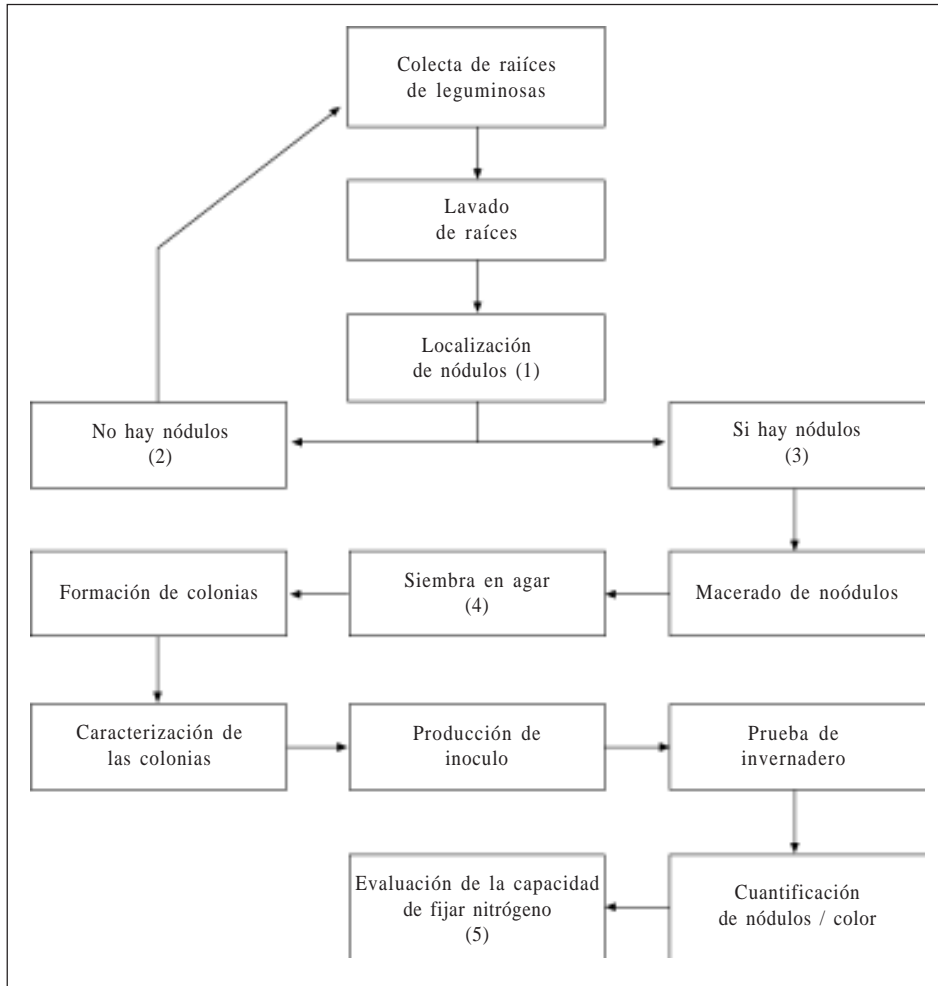 Colecta de raiíces
de leguminosas
Lavado
de raíces
Localización
de nódulos (1)
No hay nódulos
(2)
Si hay nódulos
(3)
Macerado de noódulos
Siembra en agar
(4)
Formación de colonias
Caracterización de
las colonias
Producción de
inoculo
Prueba de
invernadero
Cuantificación
de nódulos / color
Evaluación de la capacidad
de fijar nitrógeno
(5)